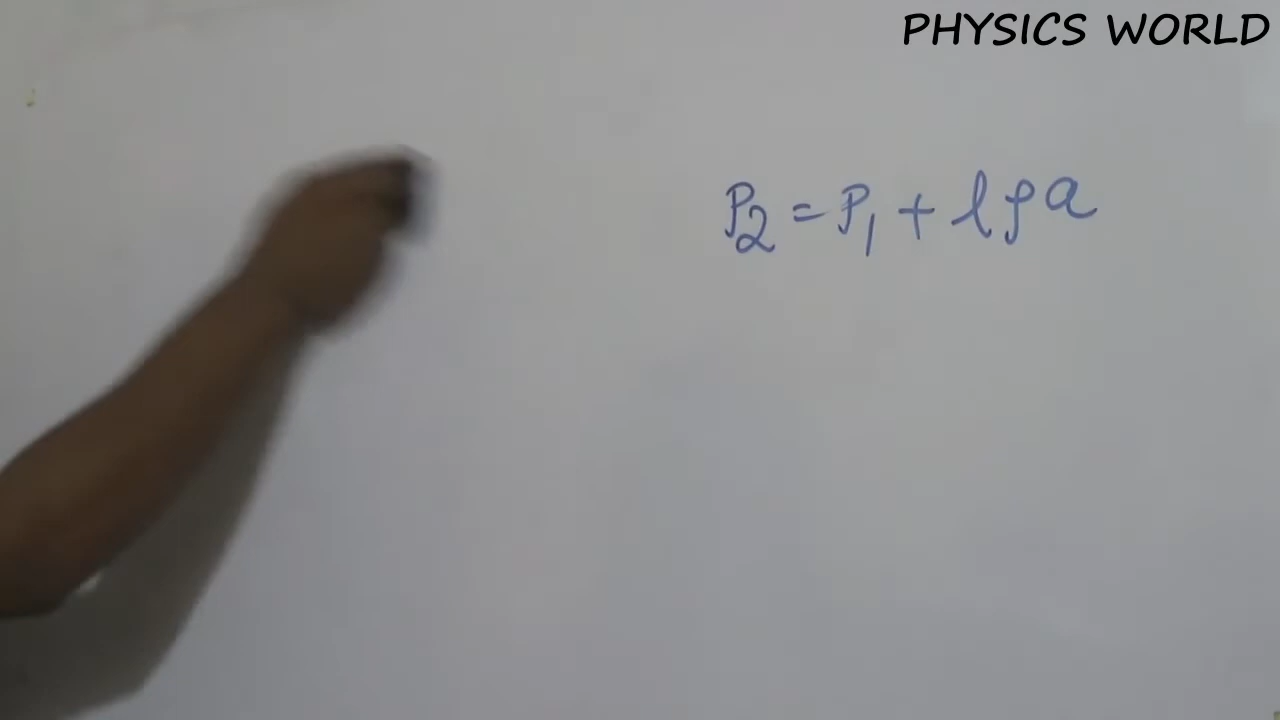 PHYSICS WORLD
P₂ = P₁ + lρa